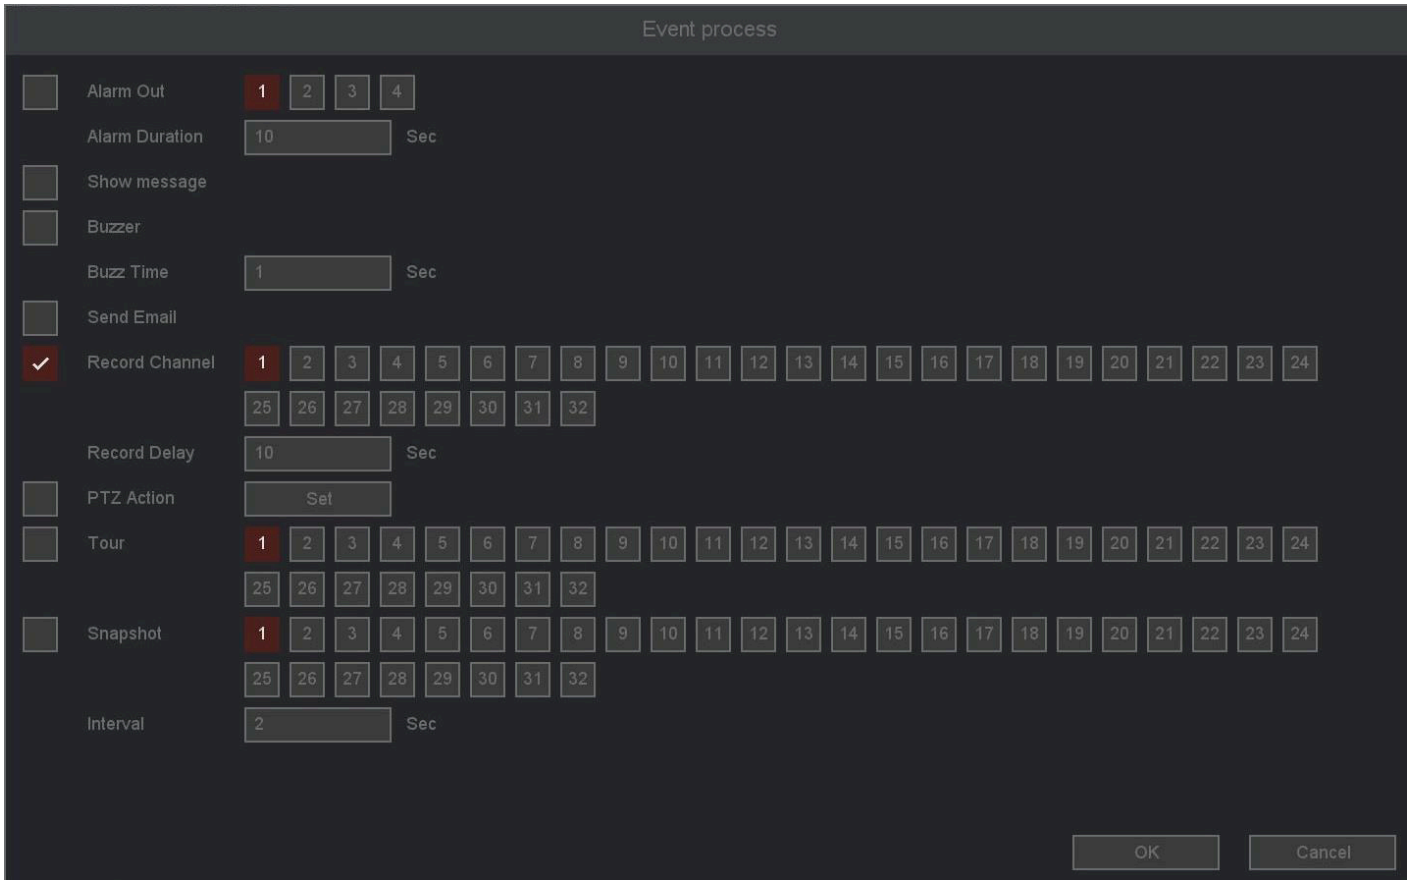 Event process
Alarm Out 1 2 3 4
Alarm Duration 10 Sec
Show message
Buzzer
Buzz Time 1 Sec
Send Email
Record Channel 1 2 3 4 5 6 7 8 9 10 11 12 13 14 15 16 17 18 19 20 21 22 23 24
25 26 27 28 29 30 31 32
Record Delay 10 Sec
PTZ Action Set
Tour 1 2 3 4 5 6 7 8 9 10 11 12 13 14 15 16 17 18 19 20 21 22 23 24
25 26 27 28 29 30 31 32
Snapshot 1 2 3 4 5 6 7 8 9 10 11 12 13 14 15 16 17 18 19 20 21 22 23 24
25 26 27 28 29 30 31 32
Interval 2 Sec
OK Cancel